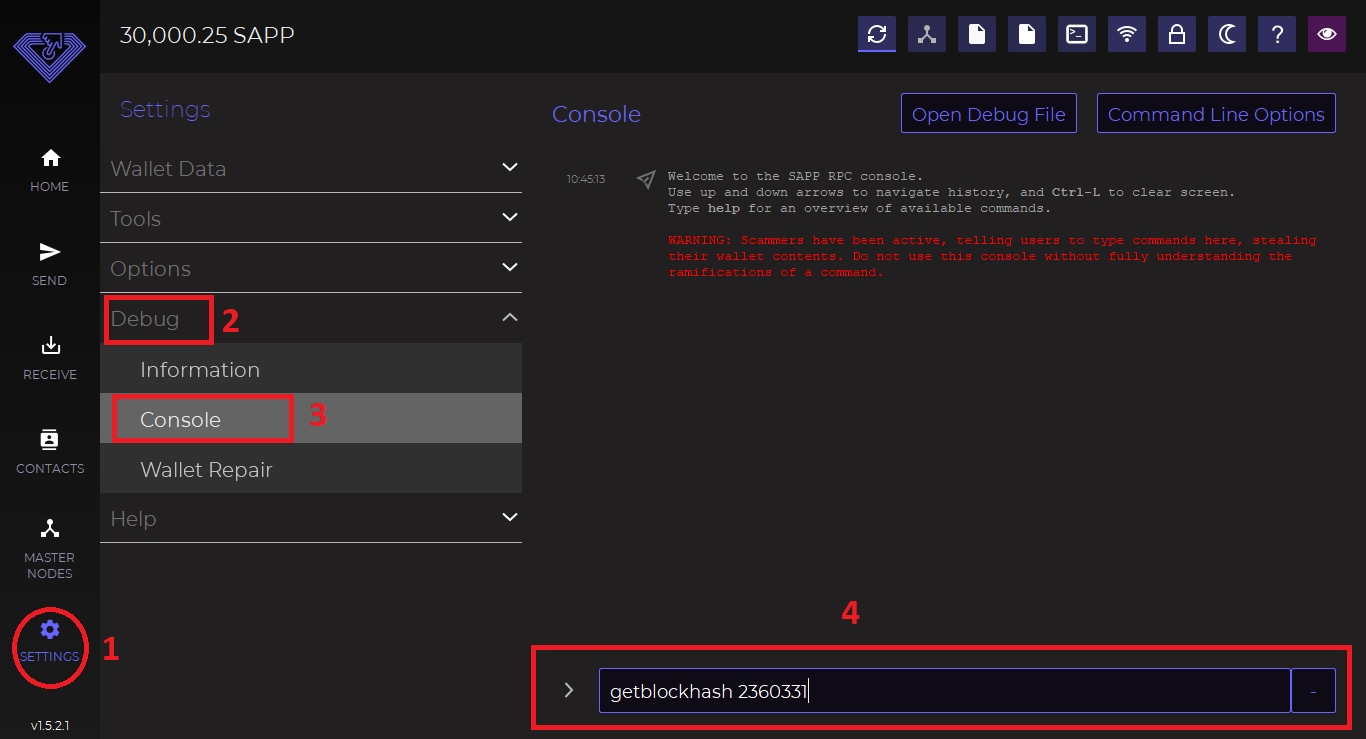 30,000.25 SAPP
HOME
SEND
RECEIVE
CONTACTS
MASTER
NODES
SETTINGS
1
v1.5.2.1
Settings
Wallet Data
Tools
Options
Debug
2
Information
Console
3
Wallet Repair
Help
Console
Open Debug File
Command Line Options
10:45:13
Welcome to the SAPP RPC console.
Use up and down arrows to navigate history, and Ctrl-L to clear screen.
Type help for an overview of available commands.
WARNING: Scammers have been active, telling users to type commands here, stealing
their wallet contents. Do not use this console without fully understanding the
ramifications of a command.
4
getblockhash 2360331
-